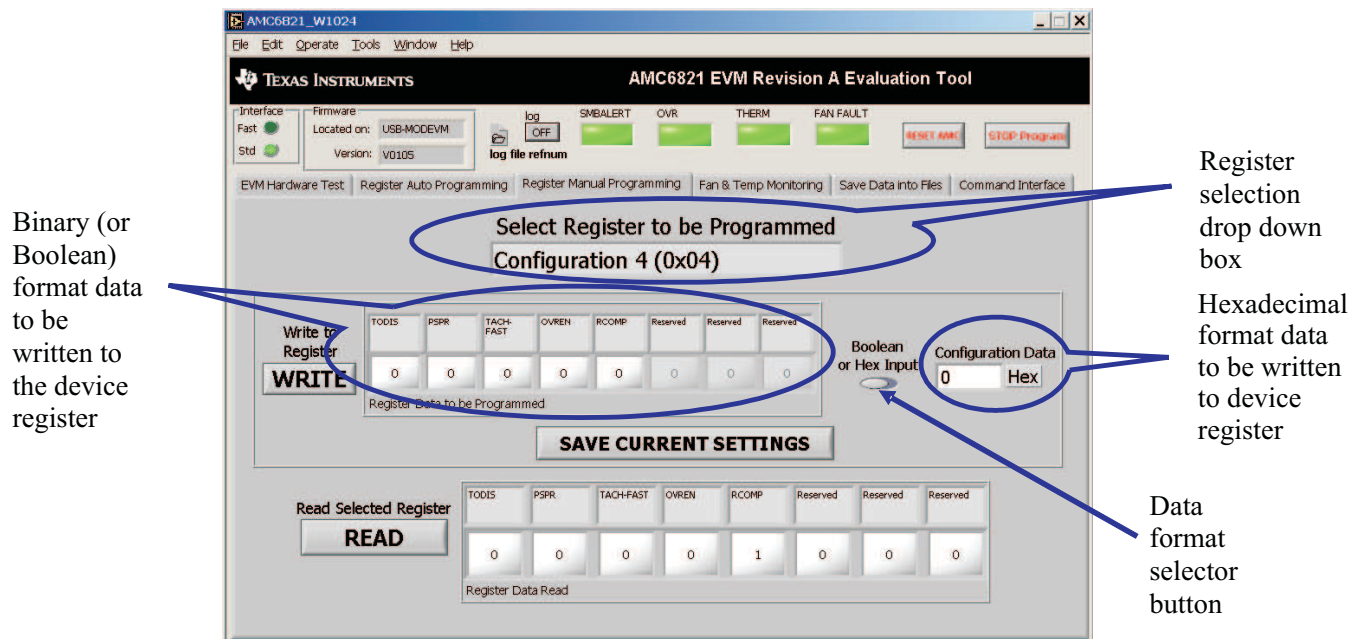 AMC6821_W1024
File Edit Operate Tools Window Help
TEXAS INSTRUMENTS
AMC6821 EVM Revision A Evaluation Tool
Interface
Fast
Std
Firmware
Located on: USB-MODEVM
Version: V0105
log
OFF
log file refnum
SMBALERT OVR THERM FAN FAULT
RESET AMC
STOP Program
EVM Hardware Test Register Auto Programming Register Manual Programming Fan & Temp Monitoring Save Data into Files Command Interface
Select Register to be Programmed
Configuration 4 (0x04)
Write to
Register
WRITE
TODIS PSPR TACH-
FAST OVREN RCOMP Reserved Reserved Reserved
0 0 0 0 0 0 0 0
Register Data to be Programmed
Boolean
or Hex Input
Configuration Data
0 Hex
SAVE CURRENT SETTINGS
Read Selected Register
READ
TODIS PSPR TACH-FAST OVREN RCOMP Reserved Reserved Reserved
0 0 0 0 1 0 0 0
Register Data Read
Binary (or
Boolean)
format data
to be
written to
the device
register
Register
selection
drop down
box
Hexadecimal
format data
to be written
to device
register
Data
format
selector
button